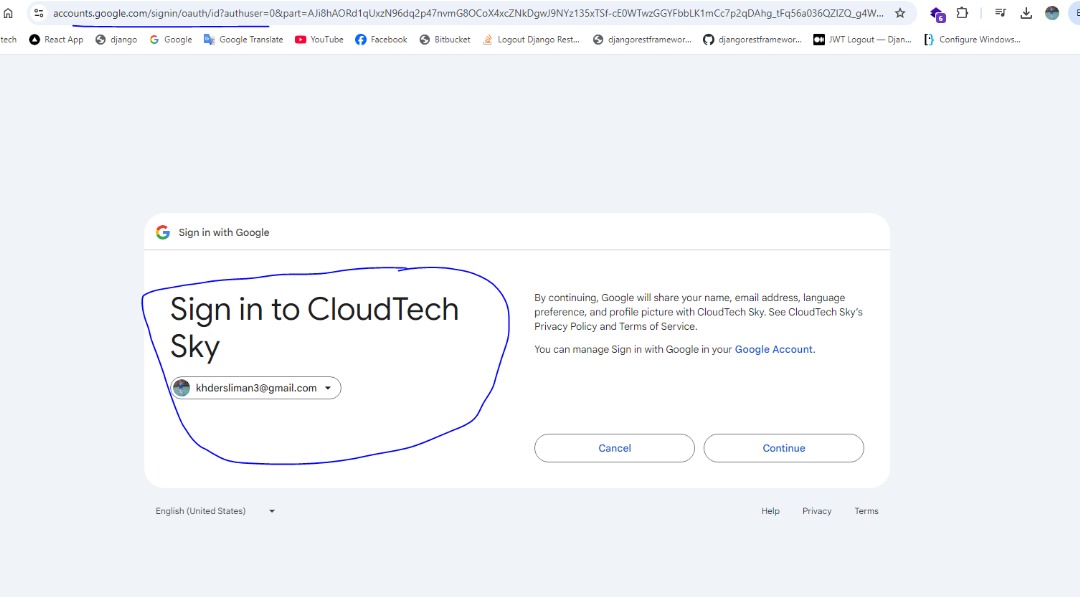 accounts.google.com/signin/oauth/id?authuser=0&part=AJi8hAORd1qUxzN96dq2p47nvmG8OCoX4xcZNkDgwJ9NYz135xTSf-cE0WTwzGGYFbbLK1mCc7p2qDAhg_tFq56a036QZIZQ_g4W...
6
tech React App django Google Google Translate YouTube Facebook Bitbucket Logout Django Rest... djangorestframewor... djangorestframewor... JWT Logout — Djan... Configure Windows...
Sign in with Google
Sign in to CloudTech
Sky
khdersliman3@gmail.com
By continuing, Google will share your name, email address, language
preference, and profile picture with CloudTech Sky. See CloudTech Sky's
Privacy Policy and Terms of Service.
You can manage Sign in with Google in your Google Account.
Cancel Continue
English (United States) Help Privacy Terms